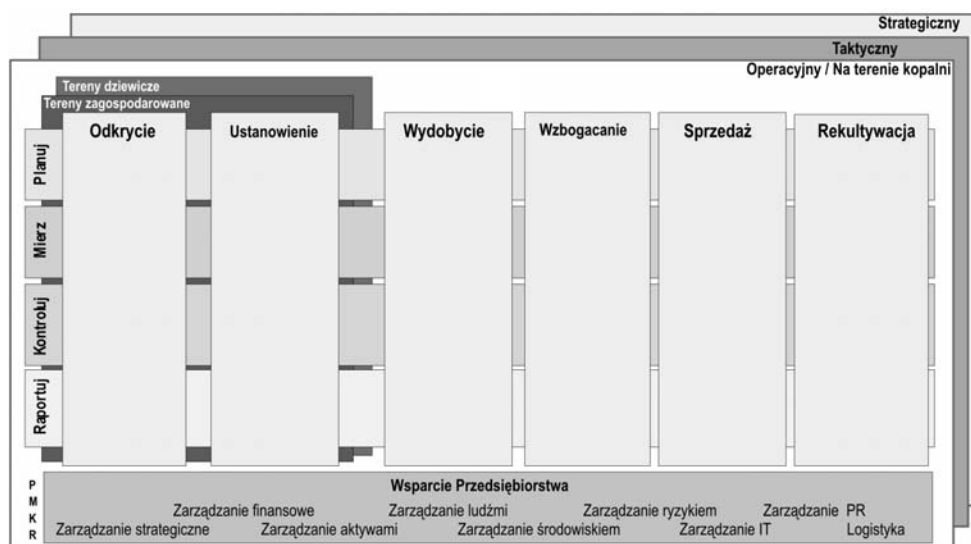 Strategiczny
Taktyczny
Operacyjny / Na terenie kopalni
Tereny dziewicze
Tereny zagospodarowane
Odkrycie
Ustanowienie
Wydobycie
Wzbogacanie
Sprzedaż
Rekultywacja
Planuj
Mierz
Kontroluj
Raportuj
P
M
K
R
Wsparcie Przedsiębiorstwa
Zarządzanie finansowe Zarządzanie ludźmi Zarządzanie ryzykiem Zarządzanie PR
Zarządzanie strategiczne Zarządzanie aktywami Zarządzanie środowiskiem Zarządzanie IT Logistyka